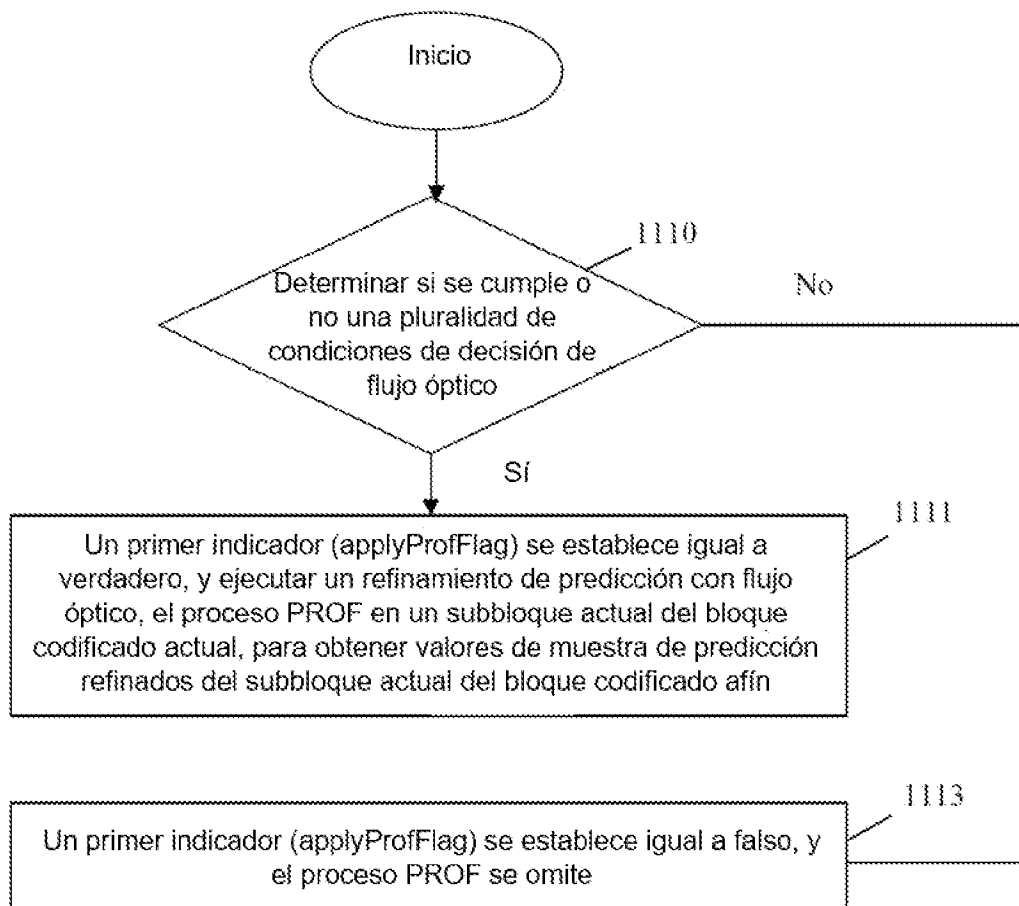 Inicio
1110
No
Determinar si se cumple o
no una pluralidad de
condiciones de decisión de
flujo óptico
Sí
1111
Un primer indicador (applyProfFlag) se establece igual a
verdadero, y ejecutar un refinamiento de predicción con flujo
óptico, el proceso PROF en un subbloque actual del bloque
codificado actual, para obtener valores de muestra de predicción
refinados del subbloque actual del bloque codificado afín
1113
Un primer indicador (applyProfFlag) se establece igual a falso, y
el proceso PROF se omite